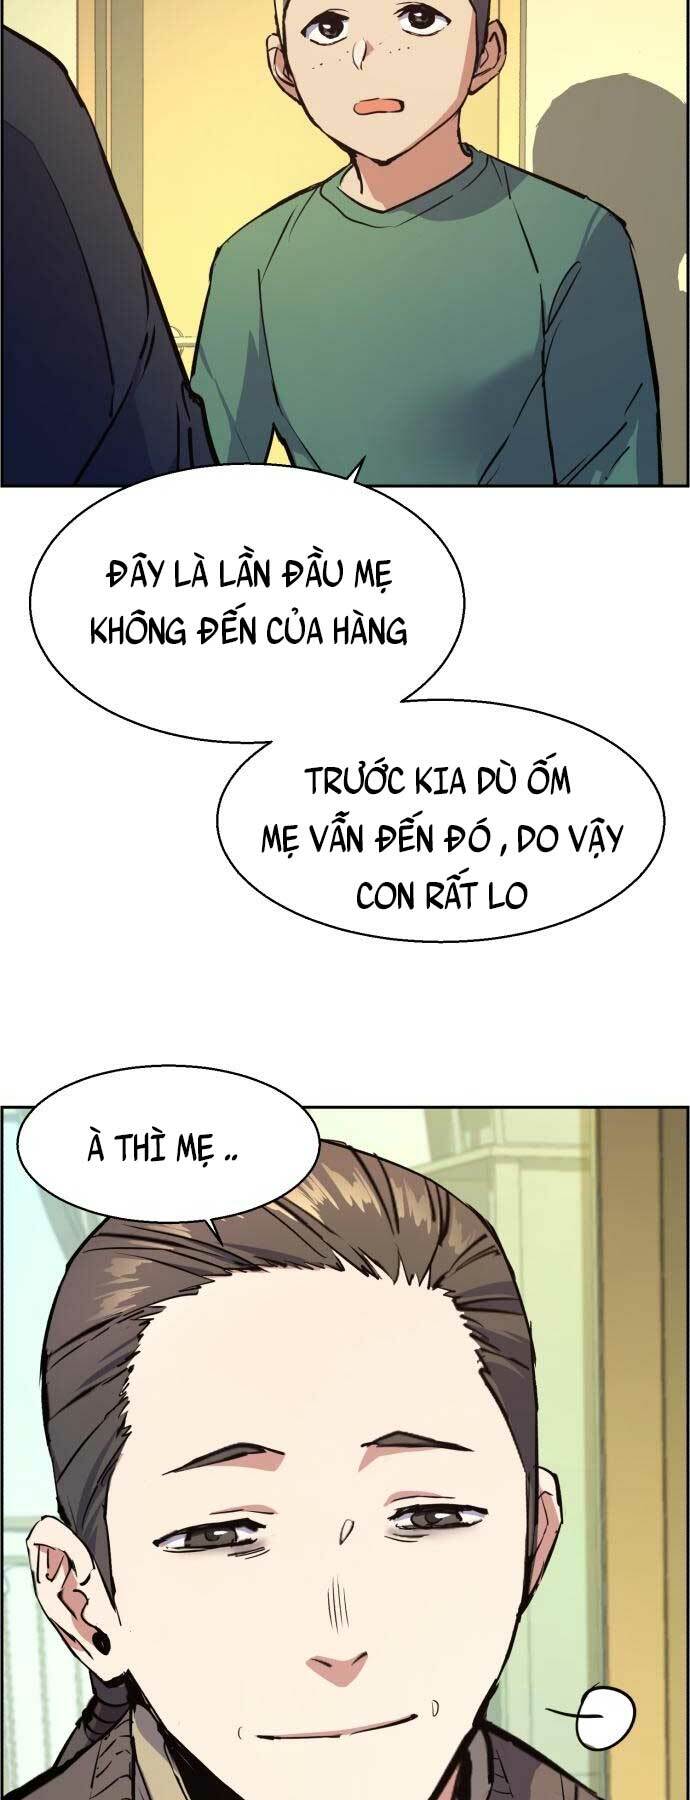 ĐÂY LÀ LẦN ĐẦU MẸ
KHÔNG ĐẾN CỦA HÀNG
TRƯỚC KIA DÙ ỐM
MẸ VẪN ĐẾN ĐÓ , DO VẬY
CON RẤT LO
À THÌ MẸ ..